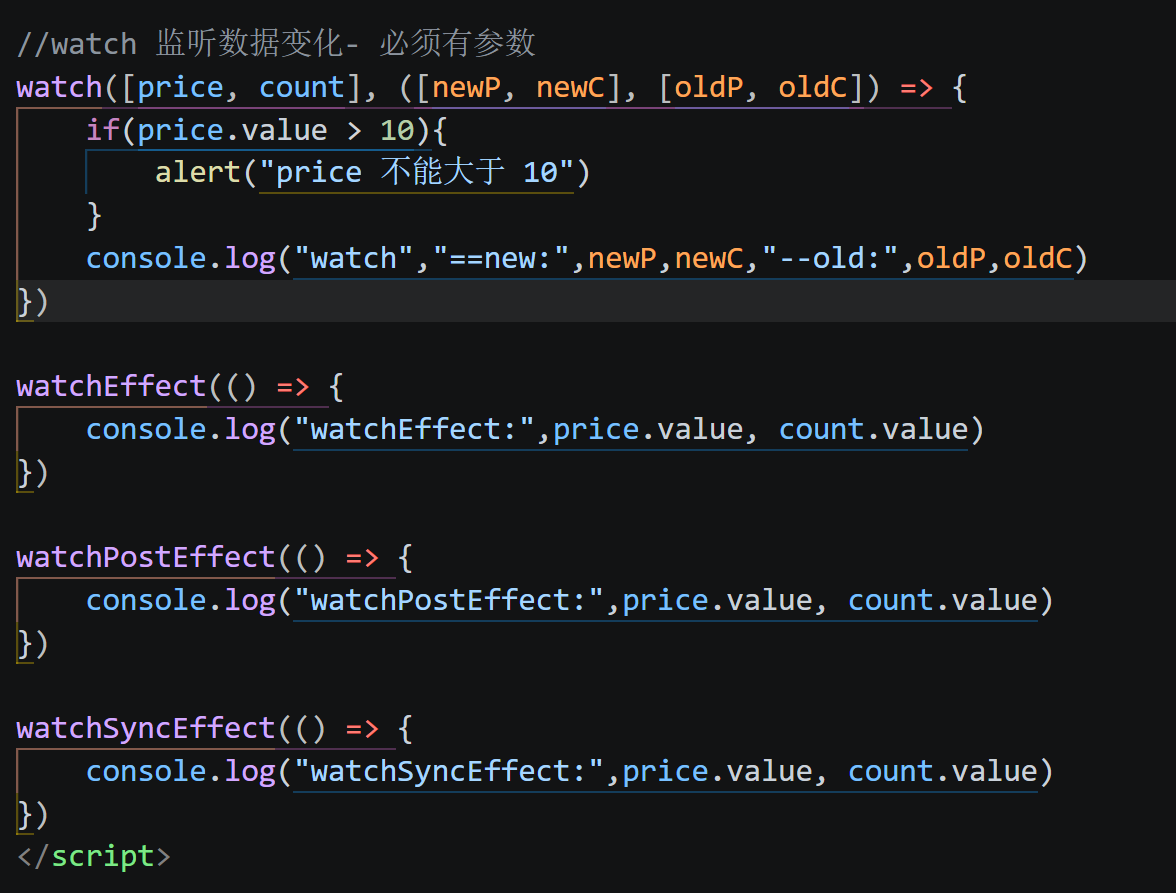 //watch 监听数据变化- 必须有参数
watch([price, count], ([newP, newC], [oldP, oldC]) => {
if(price.value > 10){
alert("price 不能大于 10")
}
console.log("watch","==new:",newP,newC,"--old:",oldP,oldC)
})
watchEffect(() => {
console.log("watchEffect:",price.value, count.value)
})
watchPostEffect(() => {
console.log("watchPostEffect:",price.value, count.value)
})
watchSyncEffect(() => {
console.log("watchSyncEffect:",price.value, count.value)
})
</script>